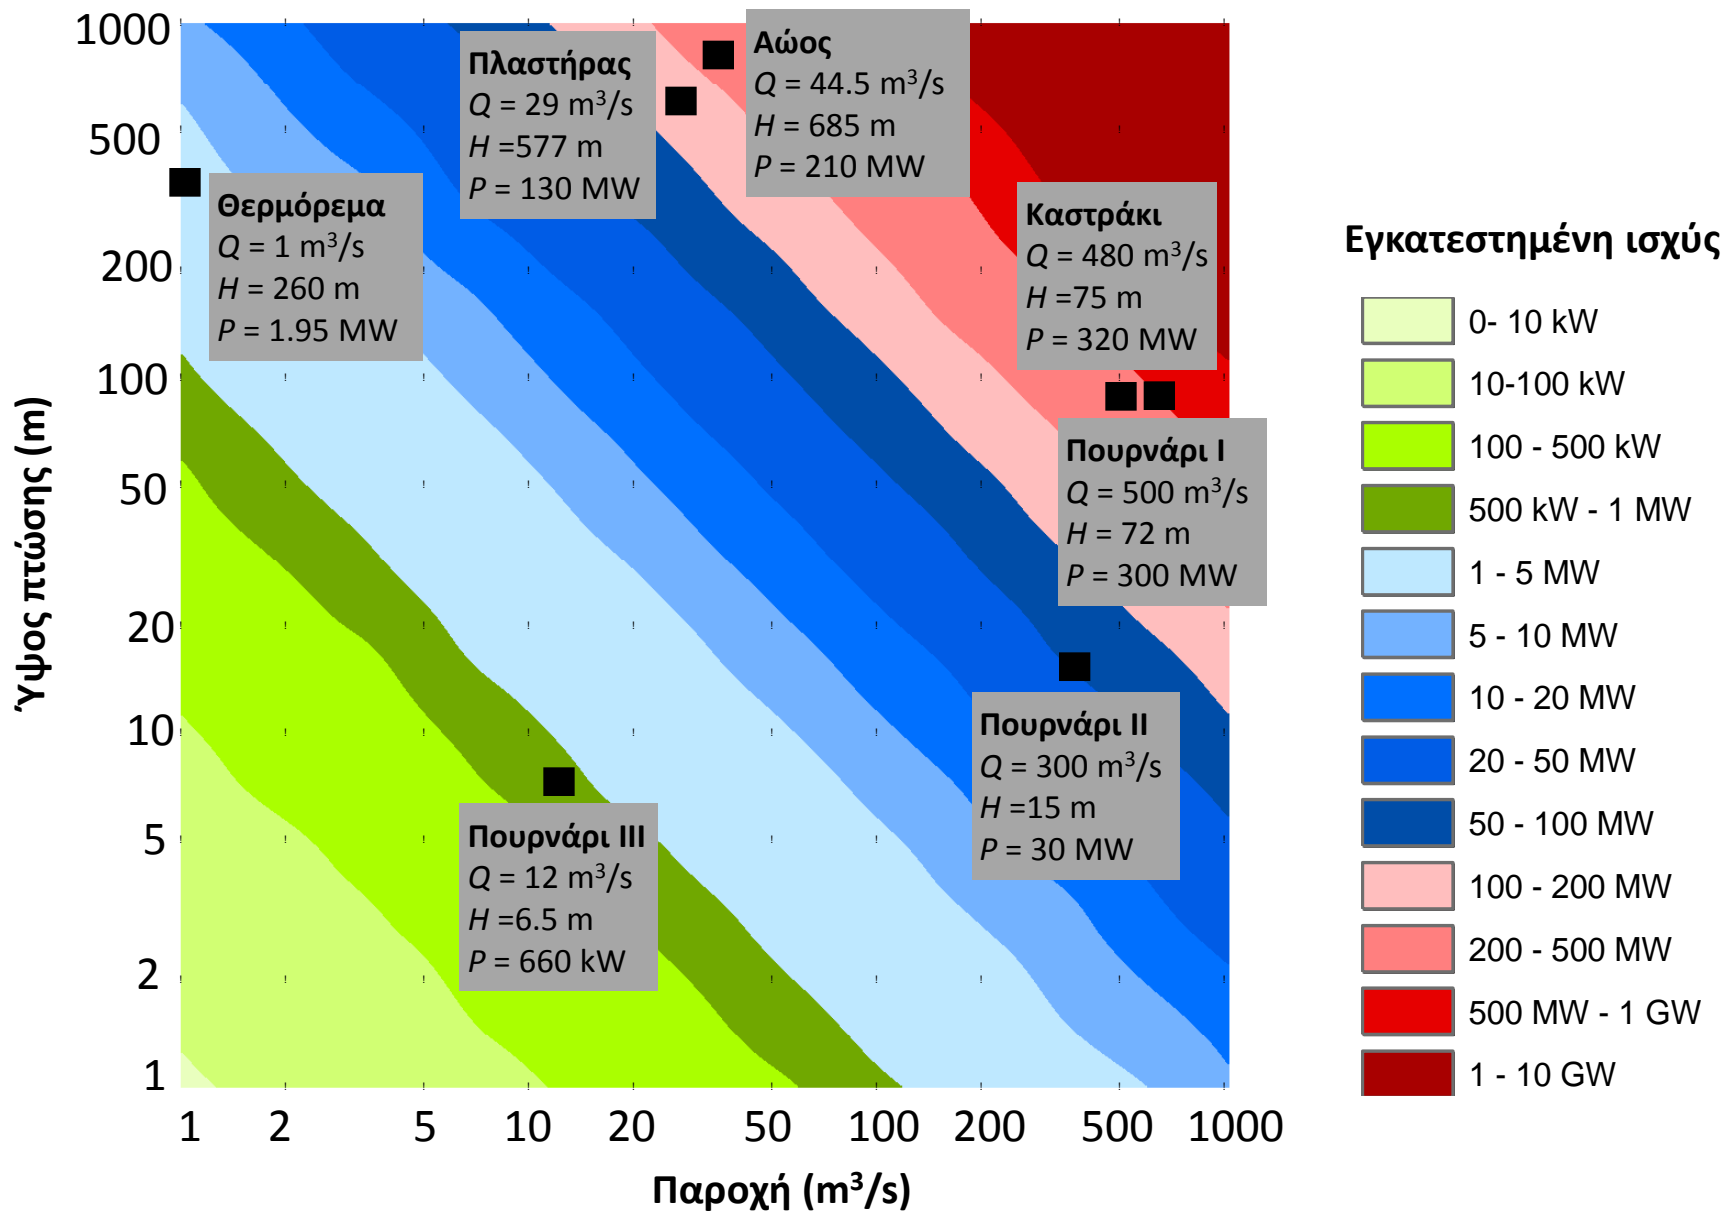 Πλαστήρας
Q = 29 m³/s
H =577 m
P = 130 MW
Αώος
Q = 44.5 m³/s
H = 685 m
P = 210 MW
Θερμόρεμα
Q = 1 m³/s
H = 260 m
P = 1.95 MW
Καστράκι
Q = 480 m³/s
H =75 m
P = 320 MW
Πουρνάρι Ι
Q = 500 m³/s
H = 72 m
P = 300 MW
Πουρνάρι ΙΙ
Q = 300 m³/s
H =15 m
P = 30 MW
Πουρνάρι ΙΙΙ
Q = 12 m³/s
H =6.5 m
P = 660 kW
Ύψος πτώσης (m)
1000
500
200
100
50
20
10
5
2
1
1 2 5 10 20 50 100 200 500 1000
Παροχή (m³/s)
Εγκατεστημένη ισχύς
0- 10 kW
10-100 kW
100 - 500 kW
500 kW - 1 MW
1 - 5 MW
5 - 10 MW
10 - 20 MW
20 - 50 MW
50 - 100 MW
100 - 200 MW
200 - 500 MW
500 MW - 1 GW
1 - 10 GW